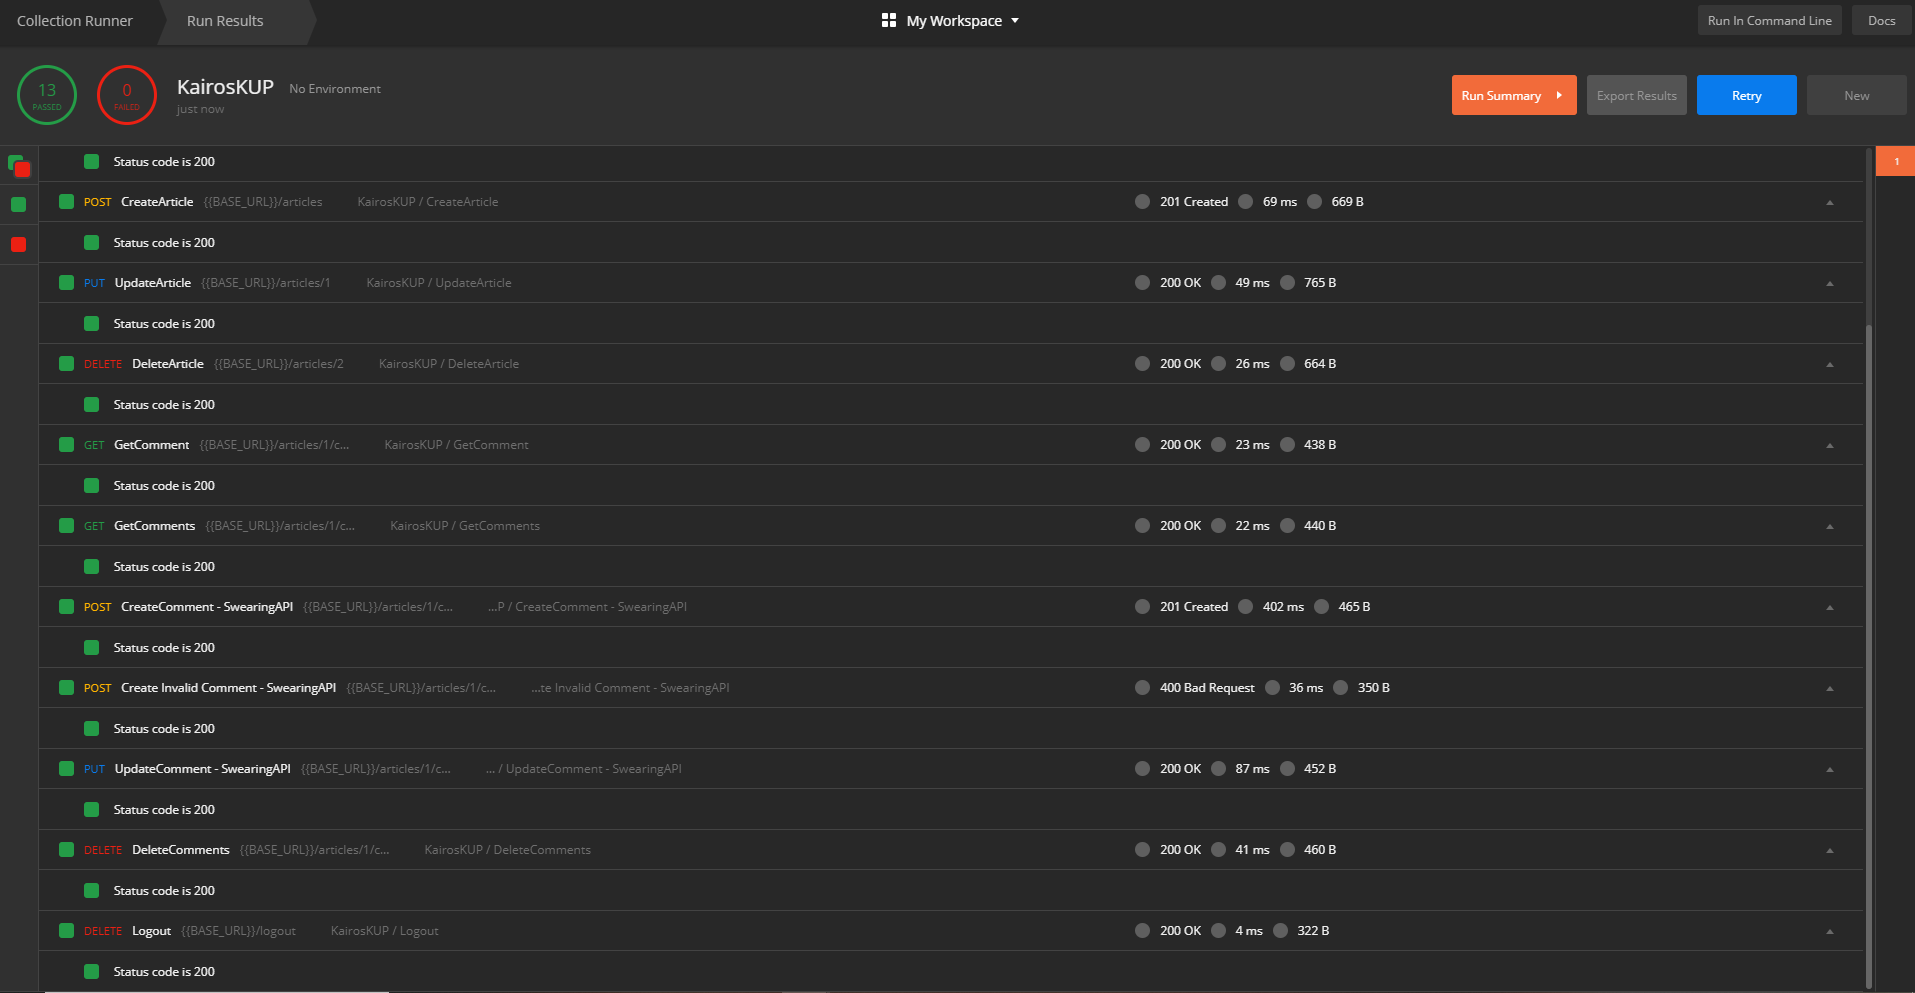 Collection Runner Run Results My Workspace Run In Command Line Docs
13 PASSED 0 FAILED KairosKUP No Environment just now Run Summary Export Results Retry New
1
Status code is 200
POST CreateArticle {{BASE_URL}}/articles KairosKUP / CreateArticle 201 Created 69 ms 669 B
Status code is 200
PUT UpdateArticle {{BASE_URL}}/articles/1 KairosKUP / UpdateArticle 200 OK 49 ms 765 B
Status code is 200
DELETE DeleteArticle {{BASE_URL}}/articles/2 KairosKUP / DeleteArticle 200 OK 26 ms 664 B
Status code is 200
GET GetComment {{BASE_URL}}/articles/1/c... KairosKUP / GetComment 200 OK 23 ms 438 B
Status code is 200
GET GetComments {{BASE_URL}}/articles/1/c... KairosKUP / GetComments 200 OK 22 ms 440 B
Status code is 200
POST CreateComment - SwearingAPI {{BASE_URL}}/articles/1/c... ...P / CreateComment - SwearingAPI 201 Created 402 ms 465 B
Status code is 200
POST Create Invalid Comment - SwearingAPI {{BASE_URL}}/articles/1/c... ...te Invalid Comment - SwearingAPI 400 Bad Request 36 ms 350 B
Status code is 200
PUT UpdateComment - SwearingAPI {{BASE_URL}}/articles/1/c... ... / UpdateComment - SwearingAPI 200 OK 87 ms 452 B
Status code is 200
DELETE DeleteComments {{BASE_URL}}/articles/1/c... KairosKUP / DeleteComments 200 OK 41 ms 460 B
Status code is 200
DELETE Logout {{BASE_URL}}/logout KairosKUP / Logout 200 OK 4 ms 322 B
Status code is 200